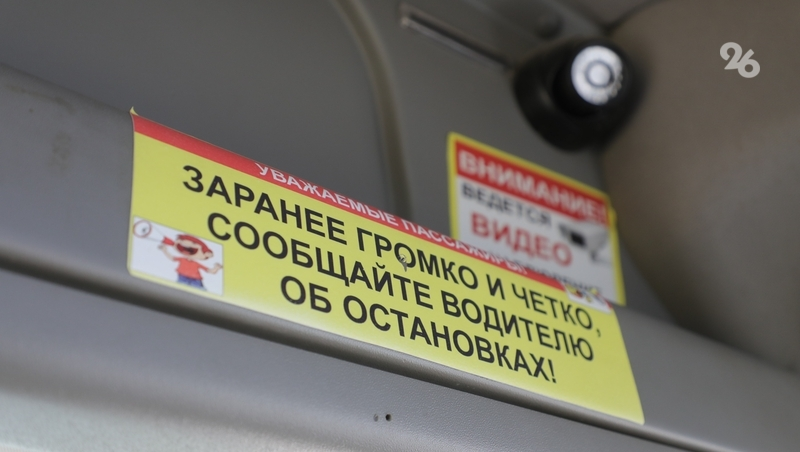 26
УВАЖАЕМЫЕ ПАССАЖИРЫ!
ЗАРАНЕЕ ГРОМКО И ЧЕТКО,
СООБЩАЙТЕ ВОДИТЕЛЮ
ОБ ОСТАНОВКАХ!
ВНИМАНИЕ!
ВЕДЕТСЯ
ВИДЕО